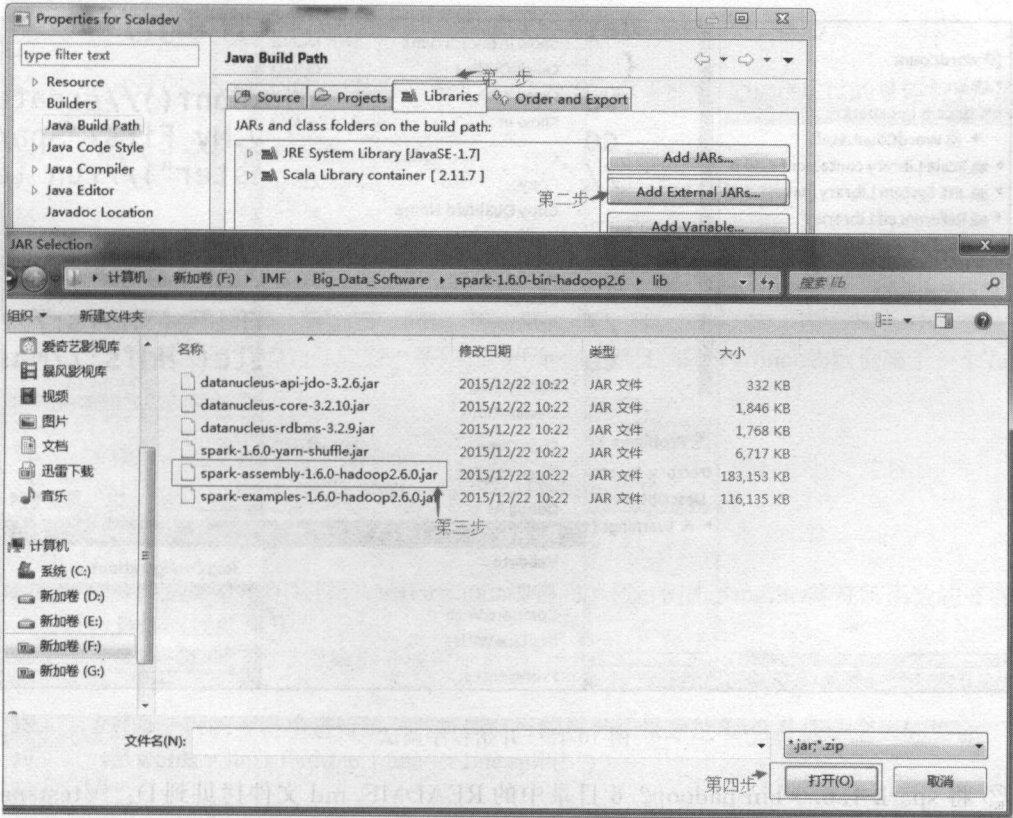 Properties for Scaladev
type filter text
Resource
Builders
Java Build Path
Java Code Style
Java Compiler
Java Editor
Javadoc Location
Java Build Path
第一步
Source
Projects
Libraries
Order and Export
JARs and class folders on the build path:
JRE System Library [JavaSE-1.7]
Scala Library container [ 2.11.7 ]
Add JARs...
第二步
Add External JARs...
Add Variable...
JAR Selection
计算机 新加卷 (F:) IMF Big_Data_Software spark-1.6.0-bin-hadoop2.6 lib
搜索 lib
组织 新建文件夹
爱奇艺影视库
暴风影视库
视频
图片
文档
迅雷下载
音乐
计算机
系统 (C:)
新加卷 (D:)
新加卷 (E:)
新加卷 (F:)
新加卷 (G:)
名称 修改日期 类型 大小
datanucleus-api-jdo-3.2.6.jar 2015/12/22 10:22 JAR 文件 332 KB
datanucleus-core-3.2.10.jar 2015/12/22 10:22 JAR 文件 1,846 KB
datanucleus-rdbms-3.2.9.jar 2015/12/22 10:22 JAR 文件 1,768 KB
spark-1.6.0-yarn-shuffle.jar 2015/12/22 10:22 JAR 文件 6,717 KB
spark-assembly-1.6.0-hadoop2.6.0.jar 2015/12/22 10:22 JAR 文件 183,153 KB
spark-examples-1.6.0-hadoop2.6.0.jar 2015/12/22 10:22 JAR 文件 116,135 KB
第三步
文件名(N):
*.jar;*.zip
第四步
打开(O)
取消